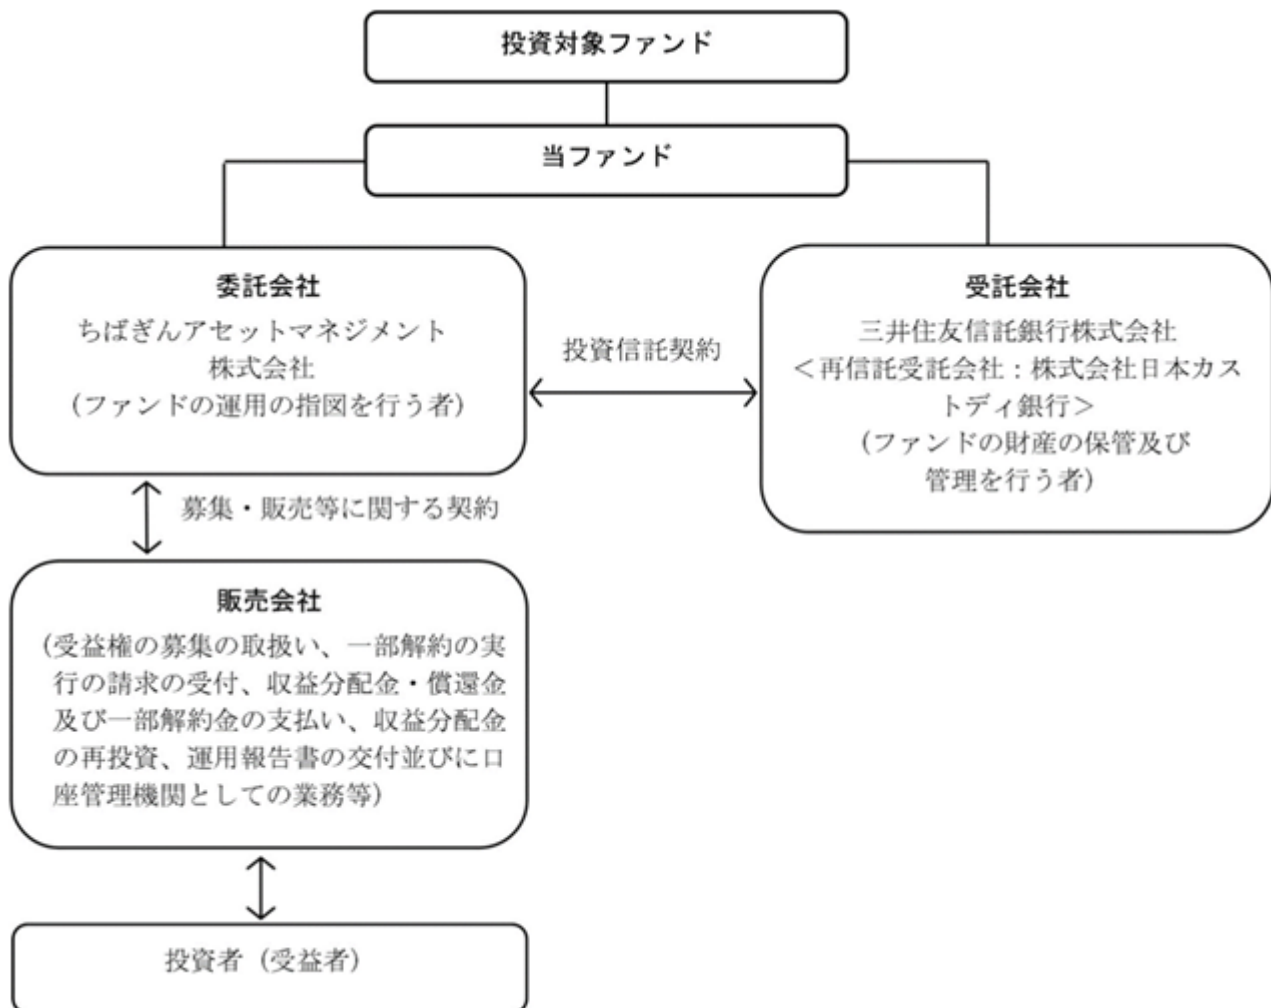 投資対象ファンド
当ファンド
委託会社
ちばぎんアセットマネジメント
株式会社
（ファンドの運用の指図を行う者）
投資信託契約
受託会社
三井住友信託銀行株式会社
＜再信託受託会社：株式会社日本カス
トディ銀行＞
（ファンドの財産の保管及び
管理を行う者）
募集・販売等に関する契約
販売会社
（受益権の募集の取扱い、一部解約の実
行の請求の受付、収益分配金・償還金
及び一部解約金の支払い、収益分配金
の再投資、運用報告書の交付並びに口
座管理機関としての業務等）
投資者（受益者）